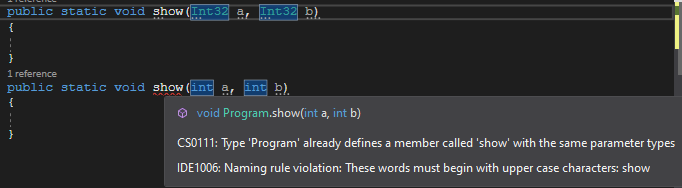 1 reference
public static void show(Int32 a, Int32 b)
{
}
1 reference
public static void show(int a, int b)
{
}
void Program.show(int a, int b)
CS0111: Type 'Program' already defines a member called 'show' with the same parameter types
IDE1006: Naming rule violation: These words must begin with upper case characters: show